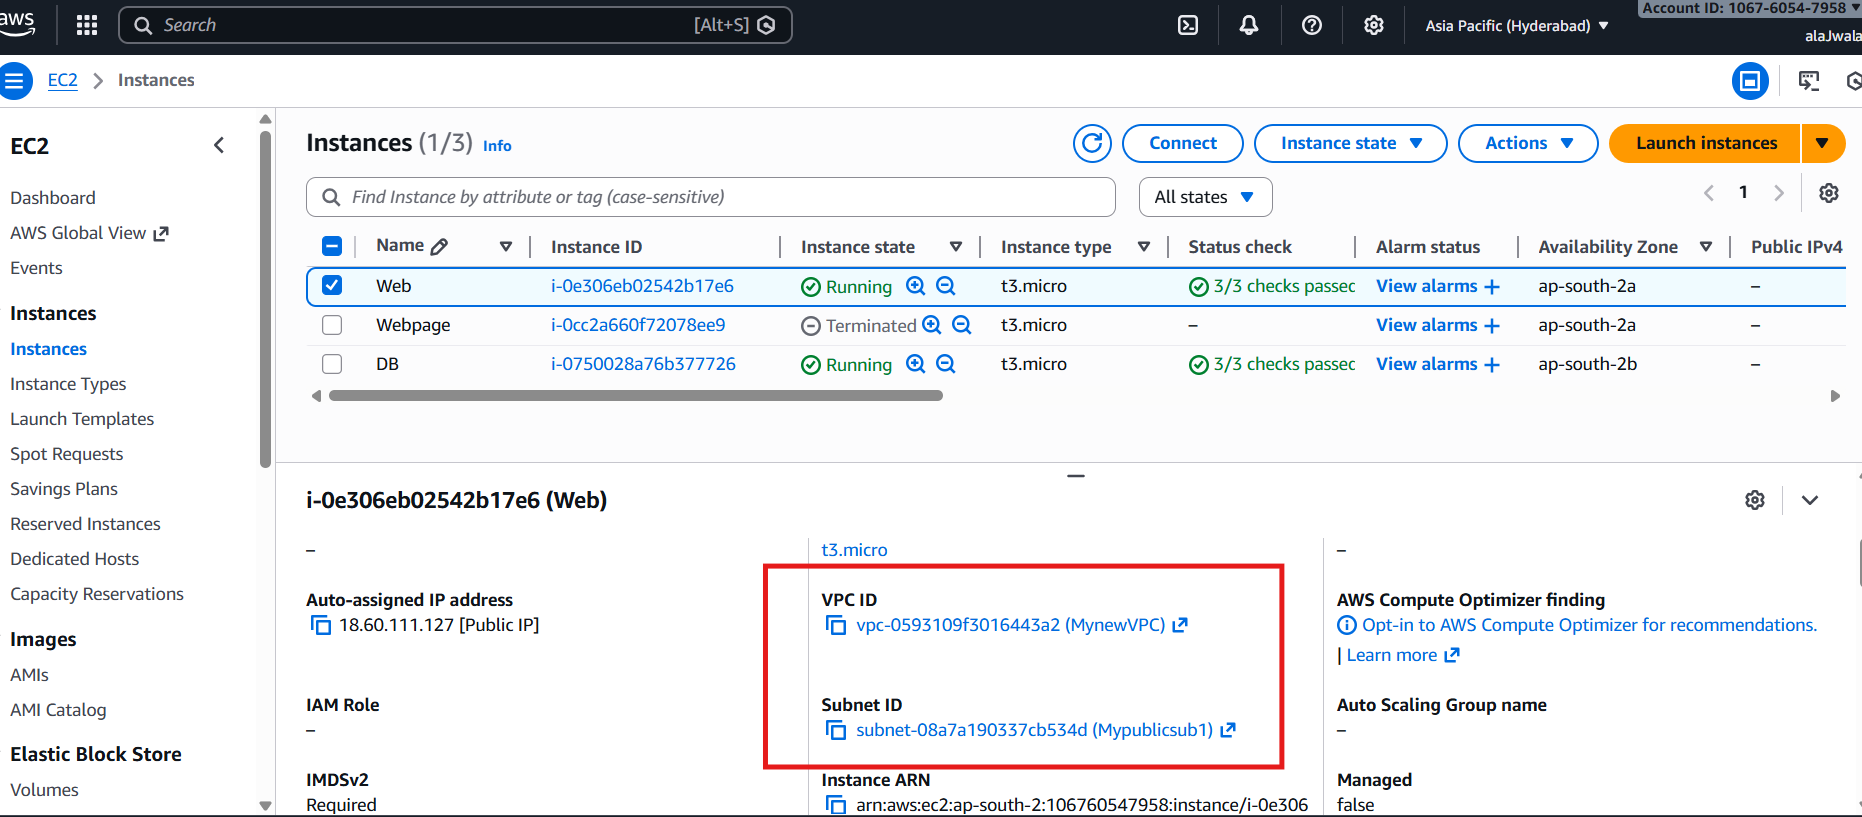 aws
Search [Alt+S]
Asia Pacific (Hyderabad)
Account ID: 1067-6054-7958
alaJwala
EC2 Instances
EC2
Dashboard
AWS Global View
Events
Instances
Instances
Instance Types
Launch Templates
Spot Requests
Savings Plans
Reserved Instances
Dedicated Hosts
Capacity Reservations
Images
AMIs
AMI Catalog
Elastic Block Store
Volumes
Instances (1/3) Info
Connect Instance state Actions Launch instances
Find Instance by attribute or tag (case-sensitive) All states 1
Name Instance ID Instance state Instance type Status check Alarm status Availability Zone Public IPv4
Web i-0e306eb02542b17e6 Running t3.micro 3/3 checks passec View alarms + ap-south-2a –
Webpage i-0cc2a660f72078ee9 Terminated t3.micro – View alarms + ap-south-2a –
DB i-0750028a76b377726 Running t3.micro 3/3 checks passec View alarms + ap-south-2b –
i-0e306eb02542b17e6 (Web)
– t3.micro –
Auto-assigned IP address
18.60.111.127 [Public IP]
VPC ID
vpc-0593109f3016443a2 (MynewVPC)
AWS Compute Optimizer finding
Opt-in to AWS Compute Optimizer for recommendations.
| Learn more
IAM Role
–
Subnet ID
subnet-08a7a190337cb534d (Mypublicsub1)
Auto Scaling Group name
–
IMDSv2
Required
Instance ARN
arn:aws:ec2:ap-south-2:106760547958:instance/i-0e306
Managed
false